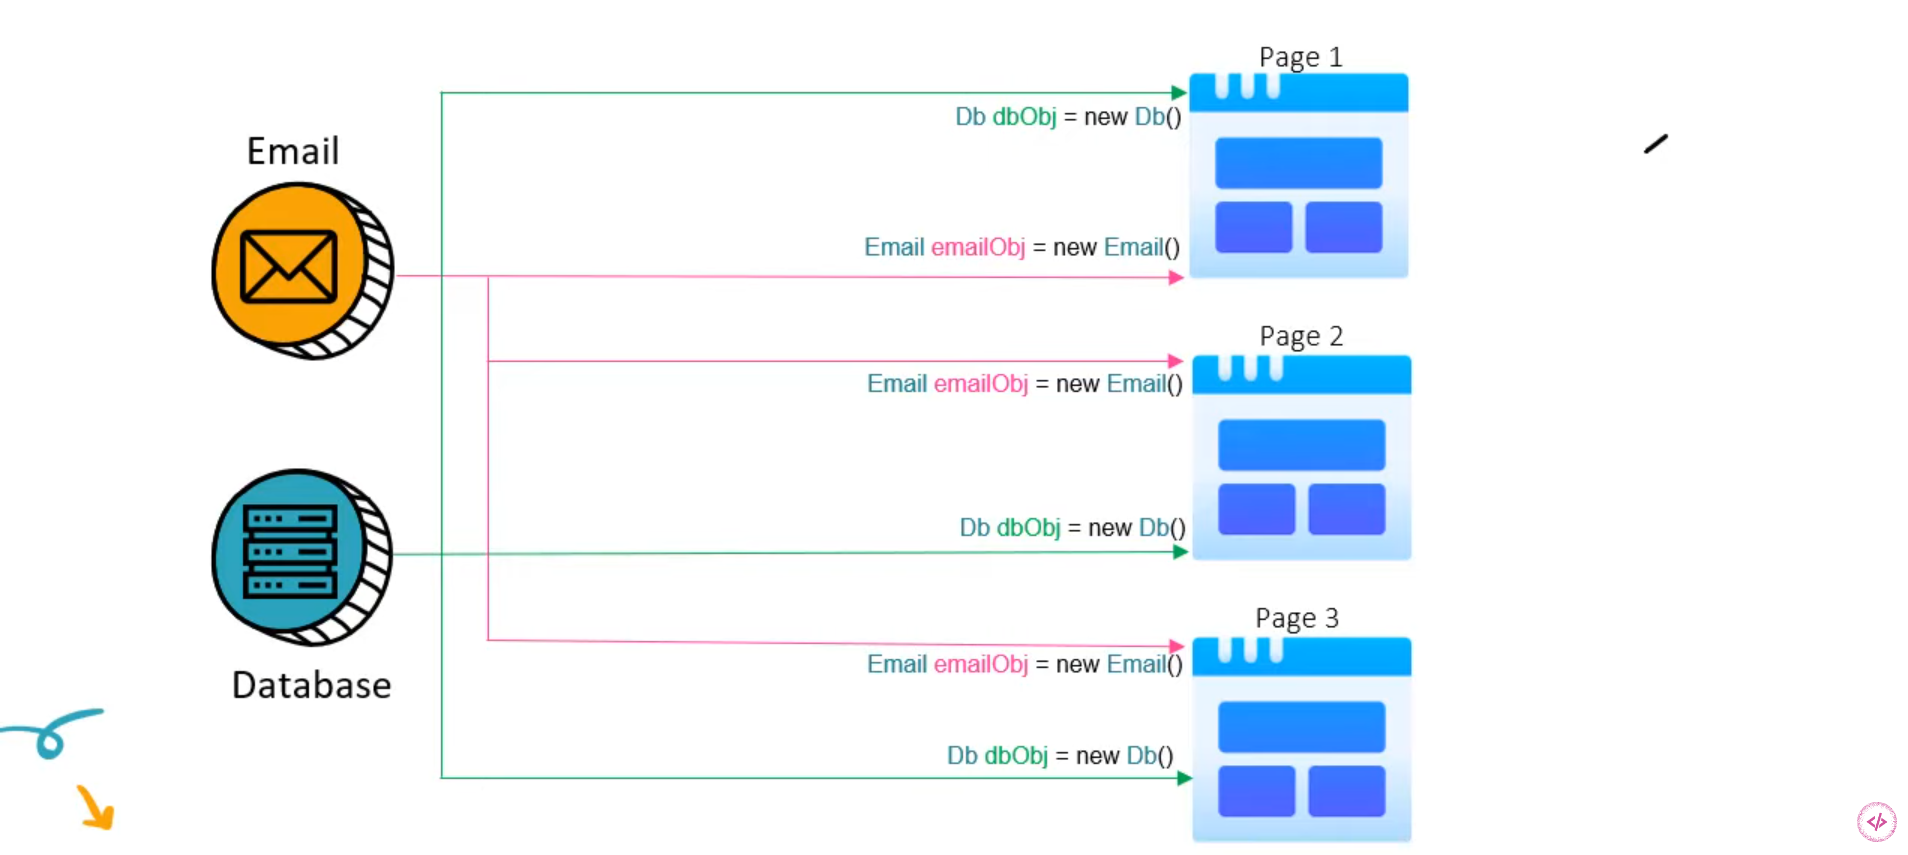 Page 1
Db dbObj = new Db()
Email
Email emailObj = new Email()
Page 2
Email emailObj = new Email()
Db dbObj = new Db()
Page 3
Email emailObj = new Email()
Database
Db dbObj = new Db()
</>